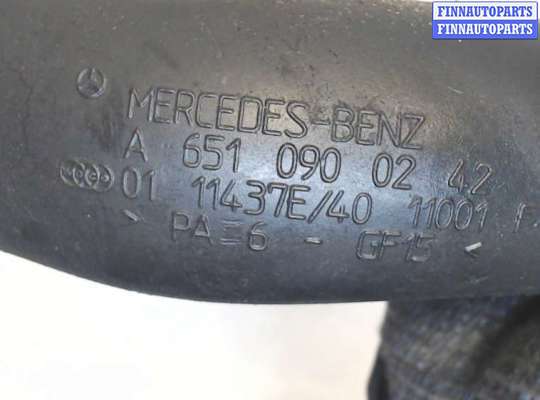 FINNAUTOPARTS
FINNAUTOPARTS
MERCEDES-BENZ
A 651 090 02 42
01 11437E/40 11001
> PA=6 - GF15 <